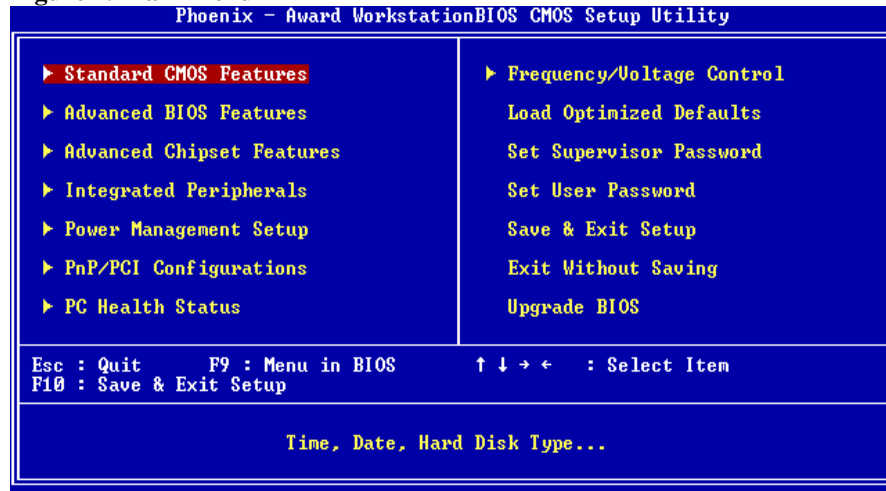 Phoenix - Award WorkstationBIOS CMOS Setup Utility
▶ Standard CMOS Features
▶ Advanced BIOS Features
▶ Advanced Chipset Features
▶ Integrated Peripherals
▶ Power Management Setup
▶ PnP/PCI Configurations
▶ PC Health Status
▶ Frequency/Voltage Control
Load Optimized Defaults
Set Supervisor Password
Set User Password
Save & Exit Setup
Exit Without Saving
Upgrade BIOS
Esc : Quit F9 : Menu in BIOS ↑ ↓ → ← : Select Item
F10 : Save & Exit Setup
Time, Date, Hard Disk Type...